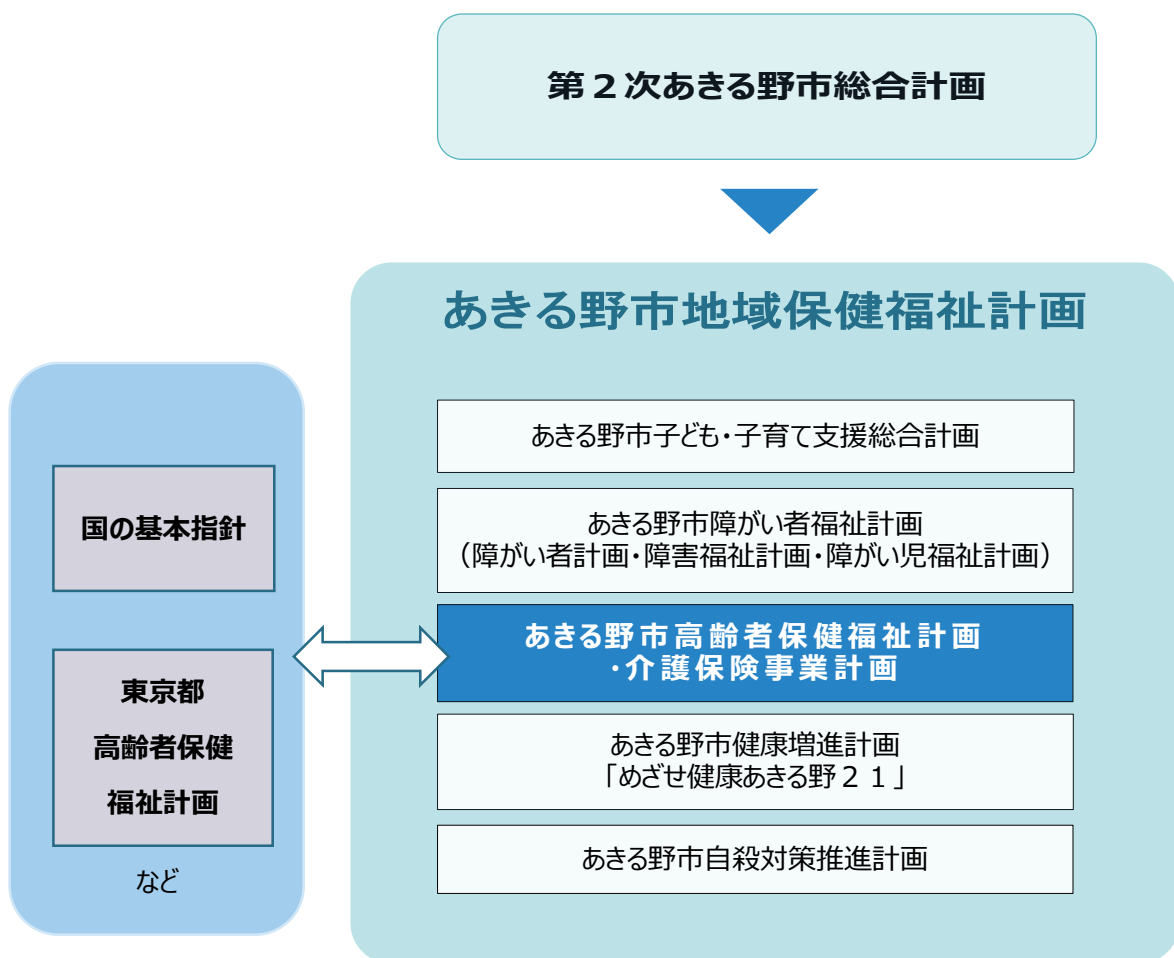 第２次あきる野市総合計画
あきる野市地域保健福祉計画
あきる野市子ども・子育て支援総合計画
あきる野市障がい者福祉計画
（障がい者計画・障害福祉計画・障がい児福祉計画）
あきる野市高齢者保健福祉計画
・介護保険事業計画
あきる野市健康増進計画
「めざせ健康あきる野２１」
あきる野市自殺対策推進計画
国の基本指針
東京都
高齢者保健
福祉計画
など